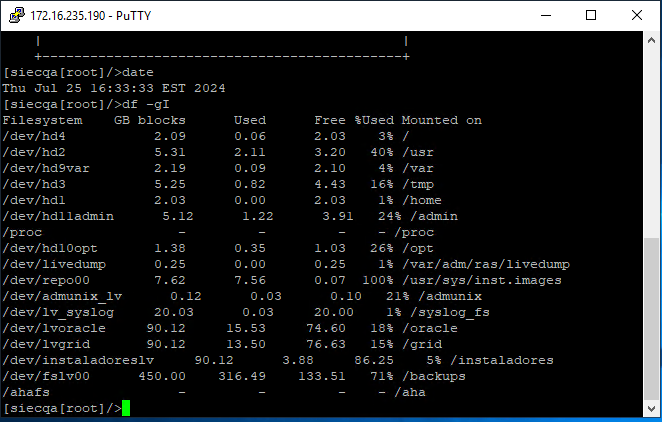 172.16.235.190 - PuTTY
|                                             |
+---------------------------------------------+
[siecqa[root]/>date
Thu Jul 25 16:33:33 EST 2024
[siecqa[root]/>df -gI
Filesystem    GB blocks      Used      Free %Used Mounted on
/dev/hd4           2.09      0.06      2.03    3% /
/dev/hd2           5.31      2.11      3.20   40% /usr
/dev/hd9var        2.19      0.09      2.10    4% /var
/dev/hd3           5.25      0.82      4.43   16% /tmp
/dev/hd1           2.03      0.00      2.03    1% /home
/dev/hd11admin      5.12      1.22      3.91   24% /admin
/proc                 -         -         -    - /proc
/dev/hd10opt       1.38      0.35      1.03   26% /opt
/dev/livedump      0.25      0.00      0.25    1% /var/adm/ras/livedump
/dev/repo00        7.62      7.56      0.07  100% /usr/sys/inst.images
/dev/admunix_lv      0.12      0.03      0.10   21% /admunix
/dev/lv_syslog     20.03      0.03     20.00    1% /syslog_fs
/dev/lvoracle     90.12     15.53     74.60   18% /oracle
/dev/lvgrid       90.12     13.50     76.63   15% /grid
/dev/instaladoreslv     90.12      3.88     86.25    5% /instaladores
/dev/fslv00      450.00    316.49    133.51   71% /backups
/ahafs                -         -         -    - /aha
[siecqa[root]/>